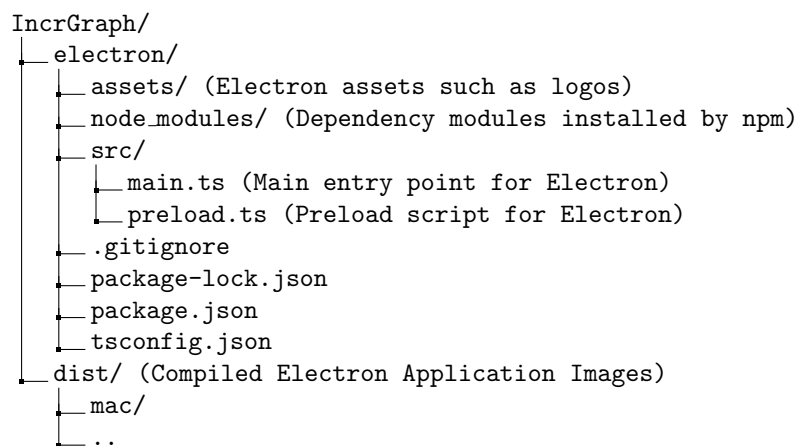 IncrGraph/
electron/
assets/ (Electron assets such as logos)
node_modules/ (Dependency modules installed by npm)
src/
main.ts (Main entry point for Electron)
preload.ts (Preload script for Electron)
.gitignore
package-lock.json
package.json
tsconfig.json
dist/ (Compiled Electron Application Images)
mac/
..